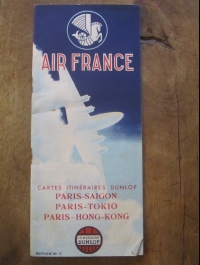 AIR FRANCE
CARTES ITINÉRAIRES DUNLOP
PARIS-SAIGON
PARIS-TOKIO
PARIS-HONG-KONG
DUNLOP